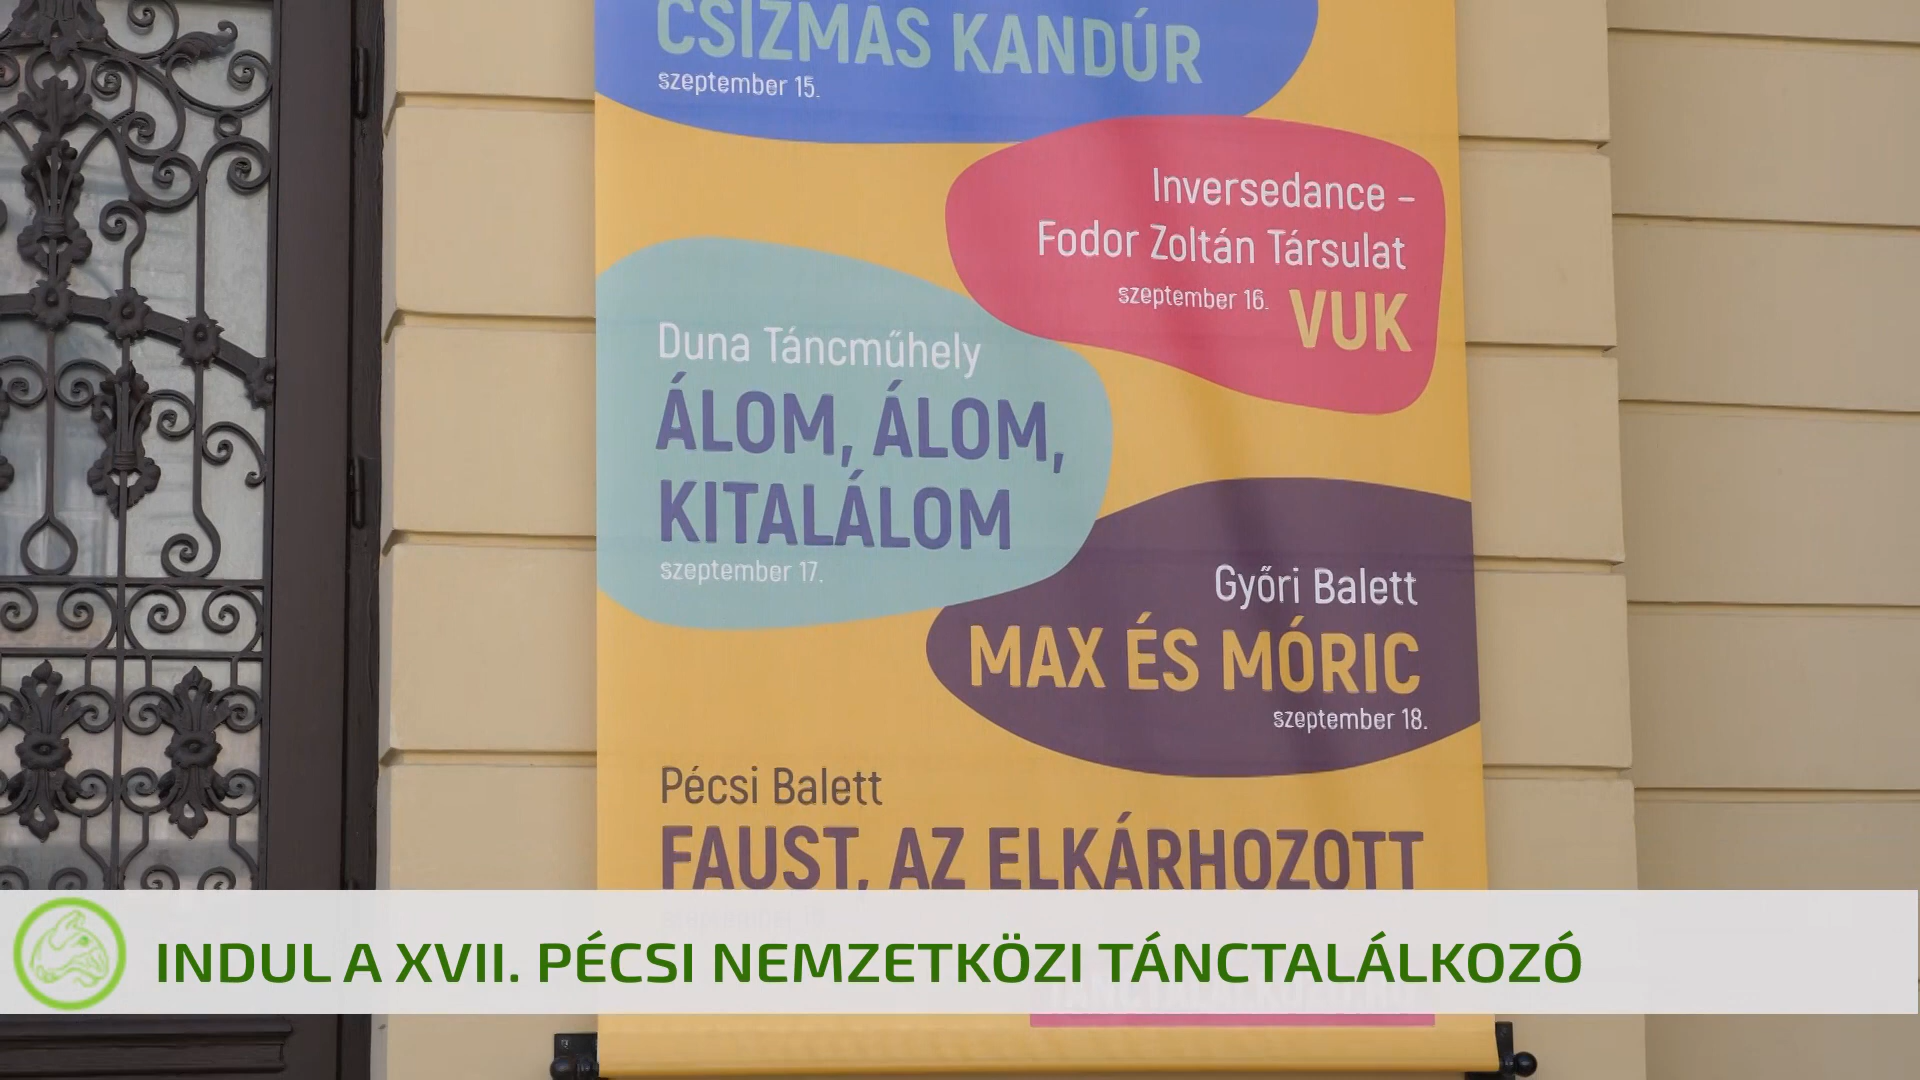 CSIZMÁS KANDÚR
szeptember 15.
Inversedance –
Fodor Zoltán Társulat
szeptember 16. VUK
Duna Táncműhely
ÁLOM, ÁLOM,
KITALÁLOM
szeptember 17.
Győri Balett
MAX ÉS MÓRIC
szeptember 18.
Pécsi Balett
FAUST, AZ ELKÁRHOZOTT
INDUL A XVII. PÉCSI NEMZETKÖZI TÁNCTALÁLKOZÓ